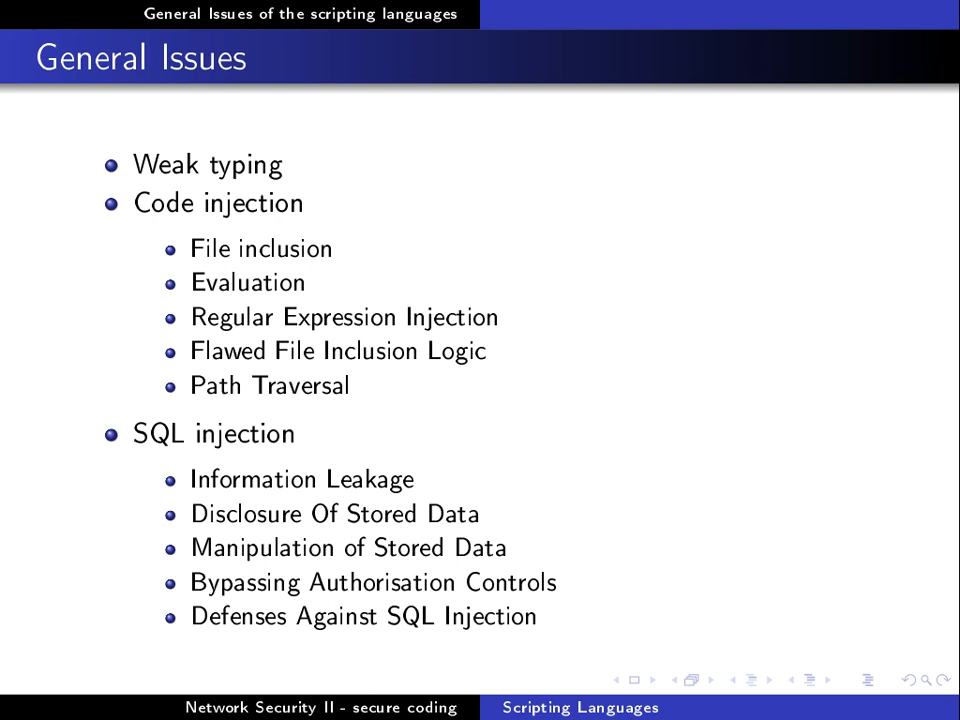 General Issues of the scripting languages
General Issues
Weak typing
Code injection
File inclusion
Evaluation
Regular Expression Injection
Flawed File Inclusion Logic
Path Traversal
SQL injection
Information Leakage
Disclosure Of Stored Data
Manipulation of Stored Data
Bypassing Authorisation Controls
Defenses Against SQL Injection
Network Security II - secure coding
Scripting Languages